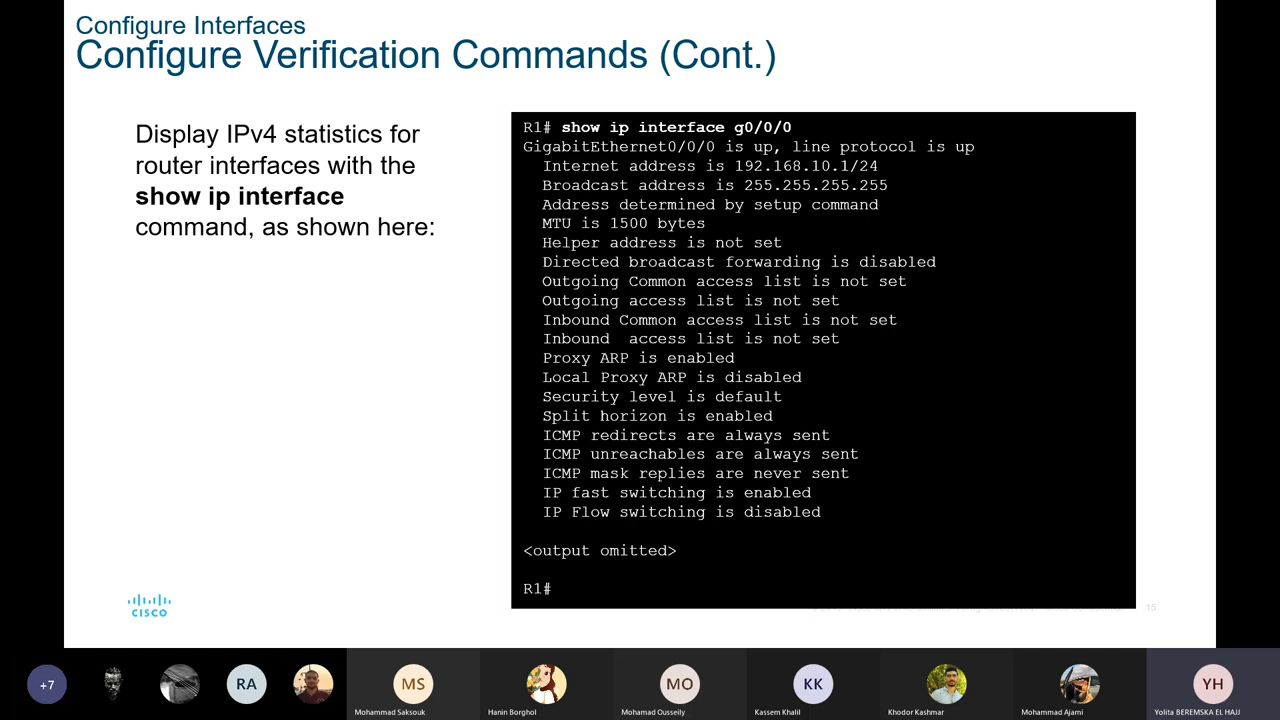 Configure Interfaces
Configure Verification Commands (Cont.)
Display IPv4 statistics for
router interfaces with the
show ip interface
command, as shown here:
R1# show ip interface g0/0/0
GigabitEthernet0/0/0 is up, line protocol is up
Internet address is 192.168.10.1/24
Broadcast address is 255.255.255.255
Address determined by setup command
MTU is 1500 bytes
Helper address is not set
Directed broadcast forwarding is disabled
Outgoing Common access list is not set
Outgoing access list is not set
Inbound Common access list is not set
Inbound  access list is not set
Proxy ARP is enabled
Local Proxy ARP is disabled
Security level is default
Split horizon is enabled
ICMP redirects are always sent
ICMP unreachables are always sent
ICMP mask replies are never sent
IP fast switching is enabled
IP Flow switching is disabled
<output omitted>
R1#
CISCO
15
+7
RA
MS
MO
KK
YH
Mohammad Saksouk
Hanin Borghol
Mohamad Ousseily
Kassem Khalil
Khodor Kashmar
Mohammad Ajami
Yolita BEREMSKA EL HAJJ